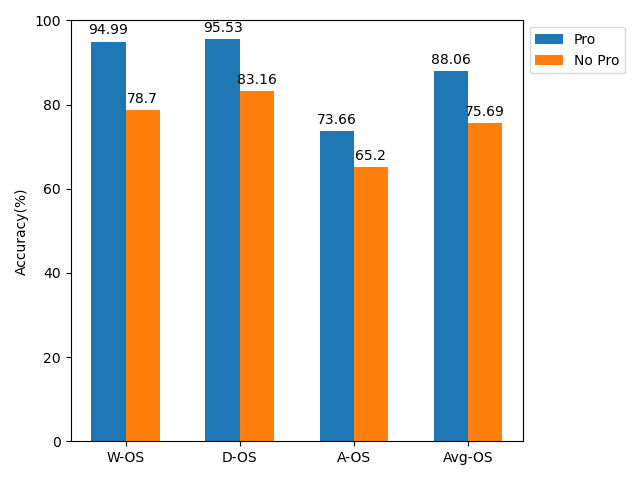 100
80
60
40
20
0
Accuracy(%)
94.99
78.7
95.53
83.16
73.66
65.2
88.06
75.69
W-OS
D-OS
A-OS
Avg-OS
Pro
No Pro